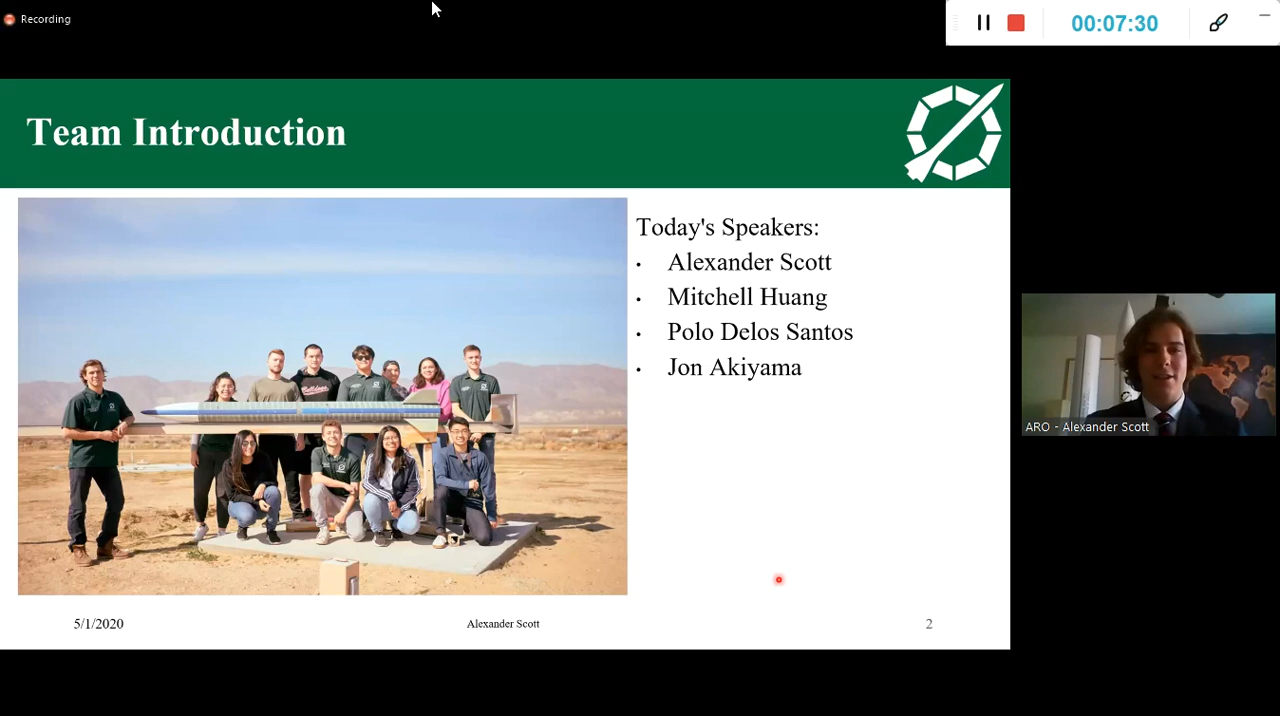 Recording
00:07:30
Team Introduction
Today's Speakers:
• Alexander Scott
• Mitchell Huang
• Polo Delos Santos
• Jon Akiyama
ARO - Alexander Scott
5/1/2020
Alexander Scott
2